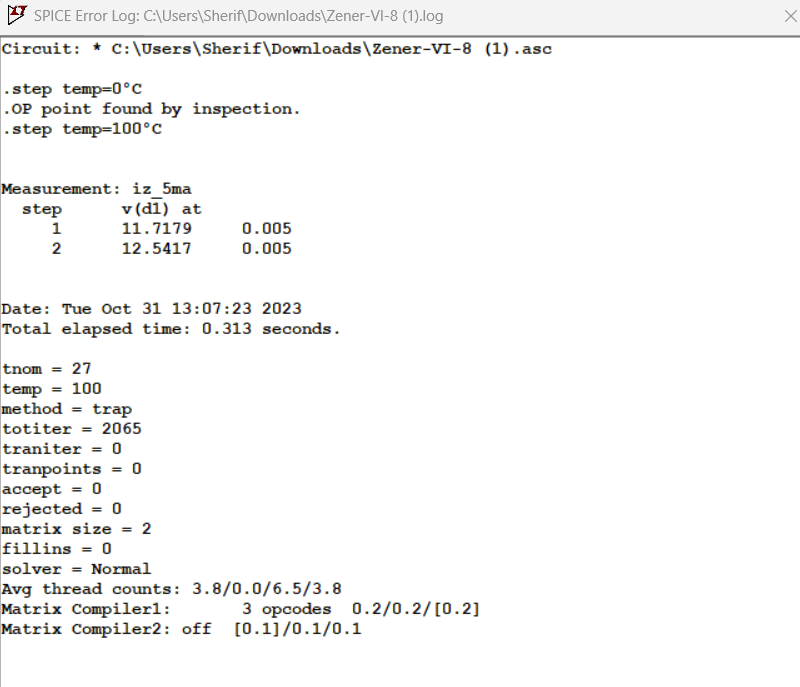 SPICE Error Log: C:\Users\Sherif\Downloads\Zener-VI-8 (1).log
Circuit: * C:\Users\Sherif\Downloads\Zener-VI-8 (1).asc
.step temp=0°C
.OP point found by inspection.
.step temp=100°C
Measurement: iz_5ma
step v(d1) at
1 11.7179 0.005
2 12.5417 0.005
Date: Tue Oct 31 13:07:23 2023
Total elapsed time: 0.313 seconds.
tnom = 27
temp = 100
method = trap
totiter = 2065
traniter = 0
tranpoints = 0
accept = 0
rejected = 0
matrix size = 2
fillins = 0
solver = Normal
Avg thread counts: 3.8/0.0/6.5/3.8
Matrix Compiler1: 3 opcodes 0.2/0.2/[0.2]
Matrix Compiler2: off [0.1]/0.1/0.1